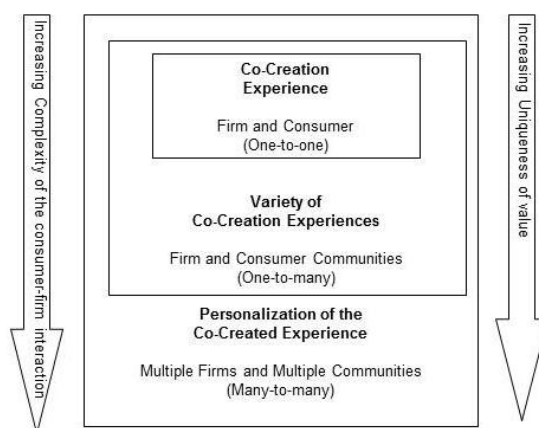 Increasing Complexity of the consumer-firm interaction
Co-Creation
Experience
Firm and Consumer
(One-to-one)
Variety of
Co-Creation Experiences
Firm and Consumer Communities
(One-to-many)
Personalization of the
Co-Created Experience
Multiple Firms and Multiple Communities
(Many-to-many)
Increasing Uniqueness of value